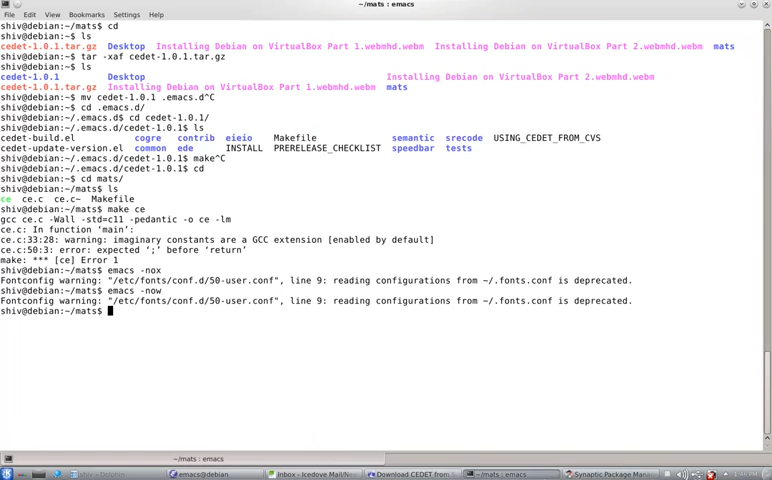 ~/mats : emacs
File Edit View Bookmarks Settings Help
shiv@debian:~/mats$ cd
shiv@debian:~$ ls
cedet-1.0.1.tar.gz Desktop Installing Debian on VirtualBox Part 1.webmhd.webm Installing Debian on VirtualBox Part 2.webmhd.webm mats
shiv@debian:~$ tar -xaf cedet-1.0.1.tar.gz
shiv@debian:~$ ls
cedet-1.0.1 Desktop Installing Debian on VirtualBox Part 2.webmhd.webm
cedet-1.0.1.tar.gz Installing Debian on VirtualBox Part 1.webmhd.webm mats
shiv@debian:~$ mv cedet-1.0.1 .emacs.d^C
shiv@debian:~$ cd .emacs.d/
shiv@debian:~/.emacs.d$ cd cedet-1.0.1/
shiv@debian:~/.emacs.d/cedet-1.0.1$ ls
cedet-build.el cogre contrib eieio Makefile semantic srecode USING_CEDET_FROM_CVS
cedet-update-version.el common ede INSTALL PRERELEASE_CHECKLIST speedbar tests
shiv@debian:~/.emacs.d/cedet-1.0.1$ make^C
shiv@debian:~/.emacs.d/cedet-1.0.1$ cd
shiv@debian:~$ cd mats/
shiv@debian:~/mats$ ls
ce ce.c ce.c~ Makefile
shiv@debian:~/mats$ make ce
gcc ce.c -Wall -std=c11 -pedantic -o ce -lm
ce.c: In function ‘main’:
ce.c:33:28: warning: imaginary constants are a GCC extension [enabled by default]
ce.c:50:3: error: expected ‘;’ before ‘return’
make: *** [ce] Error 1
shiv@debian:~/mats$ emacs -nox
Fontconfig warning: "/etc/fonts/conf.d/50-user.conf", line 9: reading configurations from ~/.fonts.conf is deprecated.
shiv@debian:~/mats$ emacs -now
Fontconfig warning: "/etc/fonts/conf.d/50-user.conf", line 9: reading configurations from ~/.fonts.conf is deprecated.
shiv@debian:~/mats$
~/mats : emacs
emacs@debian Inbox - Icedove Mail/Ne Download CEDET from ~/mats : emacs Synaptic Package Mana